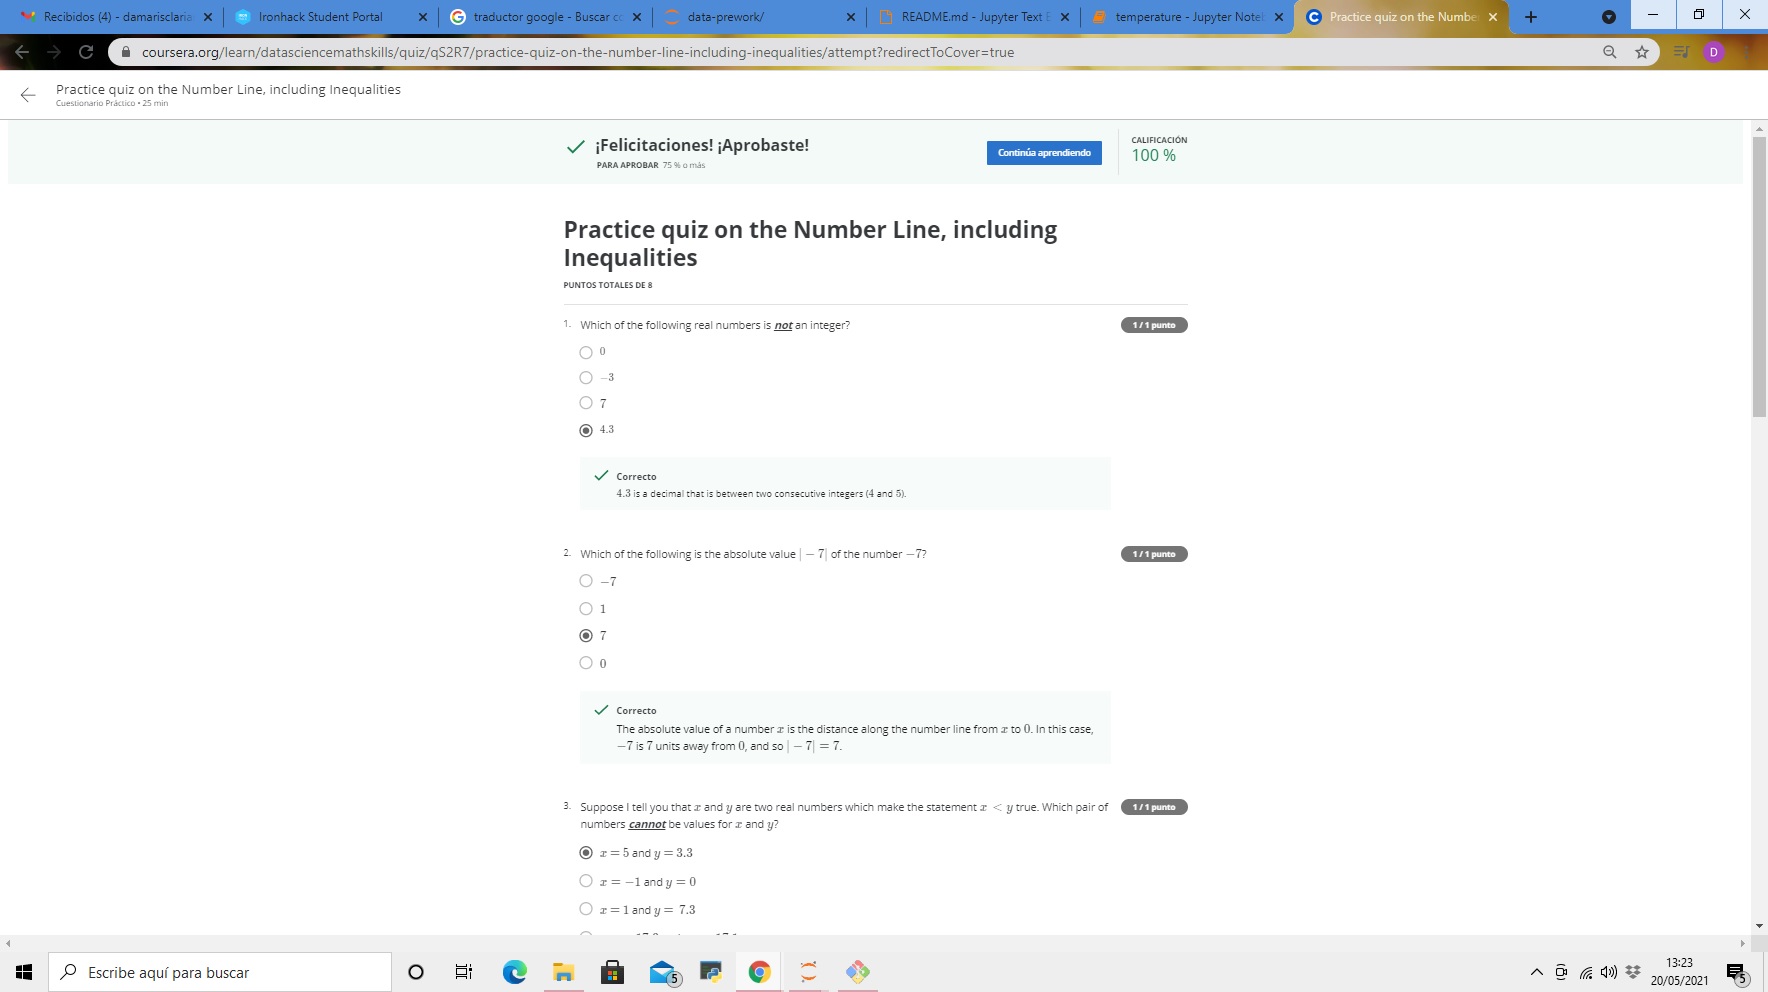 Recibidos (4) - damarisclaria
Ironhack Student Portal
traductor google - Buscar co
data-prework/
README.md - Jupyter Text E
temperature - Jupyter Noteb
Practice quiz on the Numbe
coursera.org/learn/datasciencemathskills/quiz/qS2R7/practice-quiz-on-the-number-line-including-inequalities/attempt?redirectToCover=true
D
Practice quiz on the Number Line, including Inequalities
Cuestionario Práctico • 25 min
¡Felicitaciones! ¡Aprobaste!
PARA APROBAR 75 % o más
Continúa aprendiendo
CALIFICACIÓN
100 %
Practice quiz on the Number Line, including
Inequalities
PUNTOS TOTALES DE 8
1. Which of the following real numbers is not an integer?
1 / 1 punto
0
−3
7
4.3
Correcto
4.3 is a decimal that is between two consecutive integers (4 and 5).
2. Which of the following is the absolute value | − 7| of the number −7?
1 / 1 punto
−7
1
7
0
Correcto
The absolute value of a number x is the distance along the number line from x to 0. In this case,
−7 is 7 units away from 0, and so | − 7| = 7.
3. Suppose I tell you that x and y are two real numbers which make the statement x < y true. Which pair of
numbers cannot be values for x and y?
1 / 1 punto
x = 5 and y = 3.3
x = −1 and y = 0
x = 1 and y = 7.3
Escribe aquí para buscar
5
13:23
20/05/2021
5